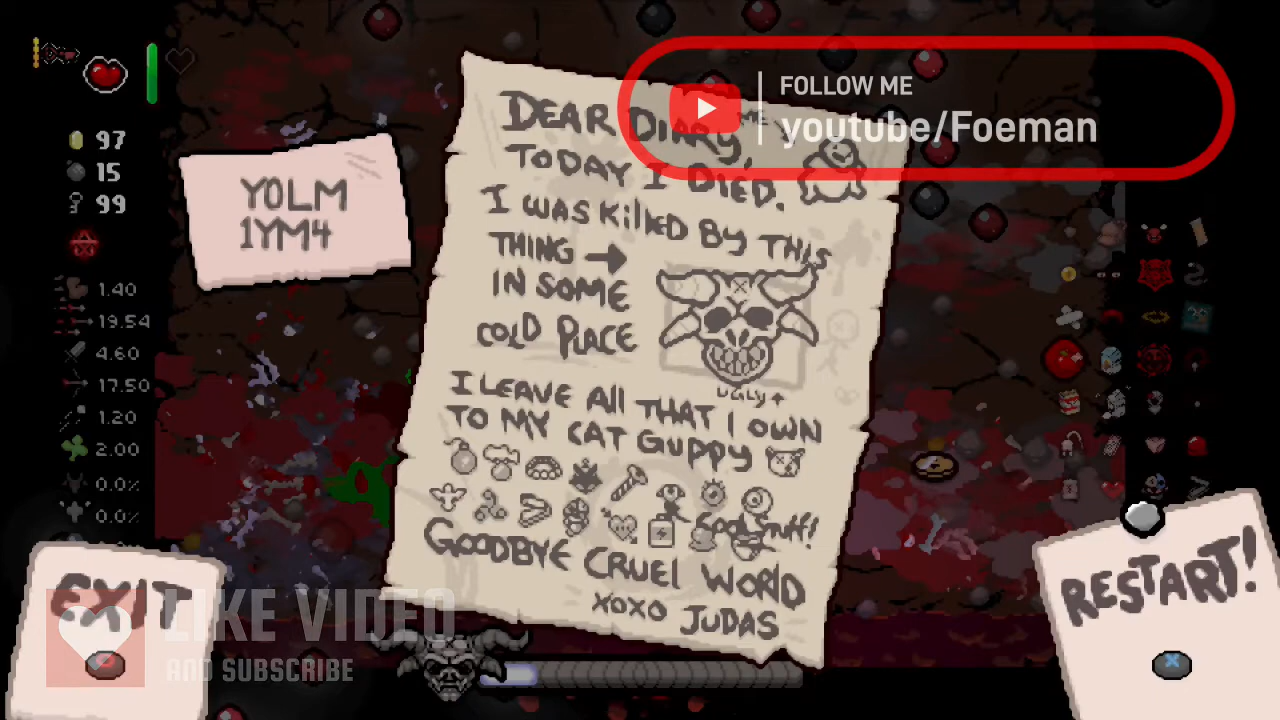 97
15
99
1.40
19.54
4.60
17.50
1.20
2.00
0.0%
0.0%
YOLM
1YM4
FOLLOW ME
youtube/Foeman
DEAR DIARY,
ME
TODAY I DIED.
I WAS KillED BY THIS
THING →
IN SOME
COLD PLACE
UGLY
I LEAVE All THAT I OWN
TO MY CAT GUPPY
COOL STUFF!
GOODBYE CRUEL WORLD
XOXO JUDAS
EXIT
LIKE VIDEO
AND SUBSCRIBE
RESTART!